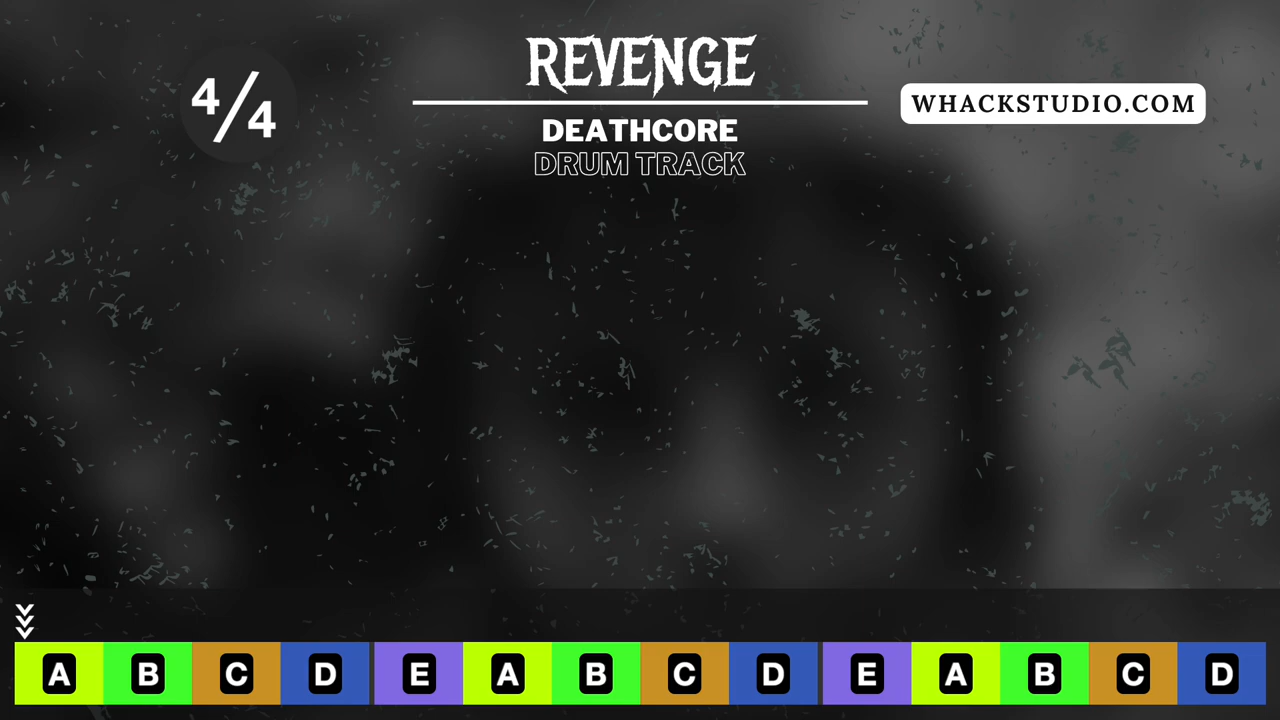 REVENGE
4/4
WHACKSTUDIO.COM
DEATHCORE
DRUM TRACK
A B C D E A B C D E A B C D